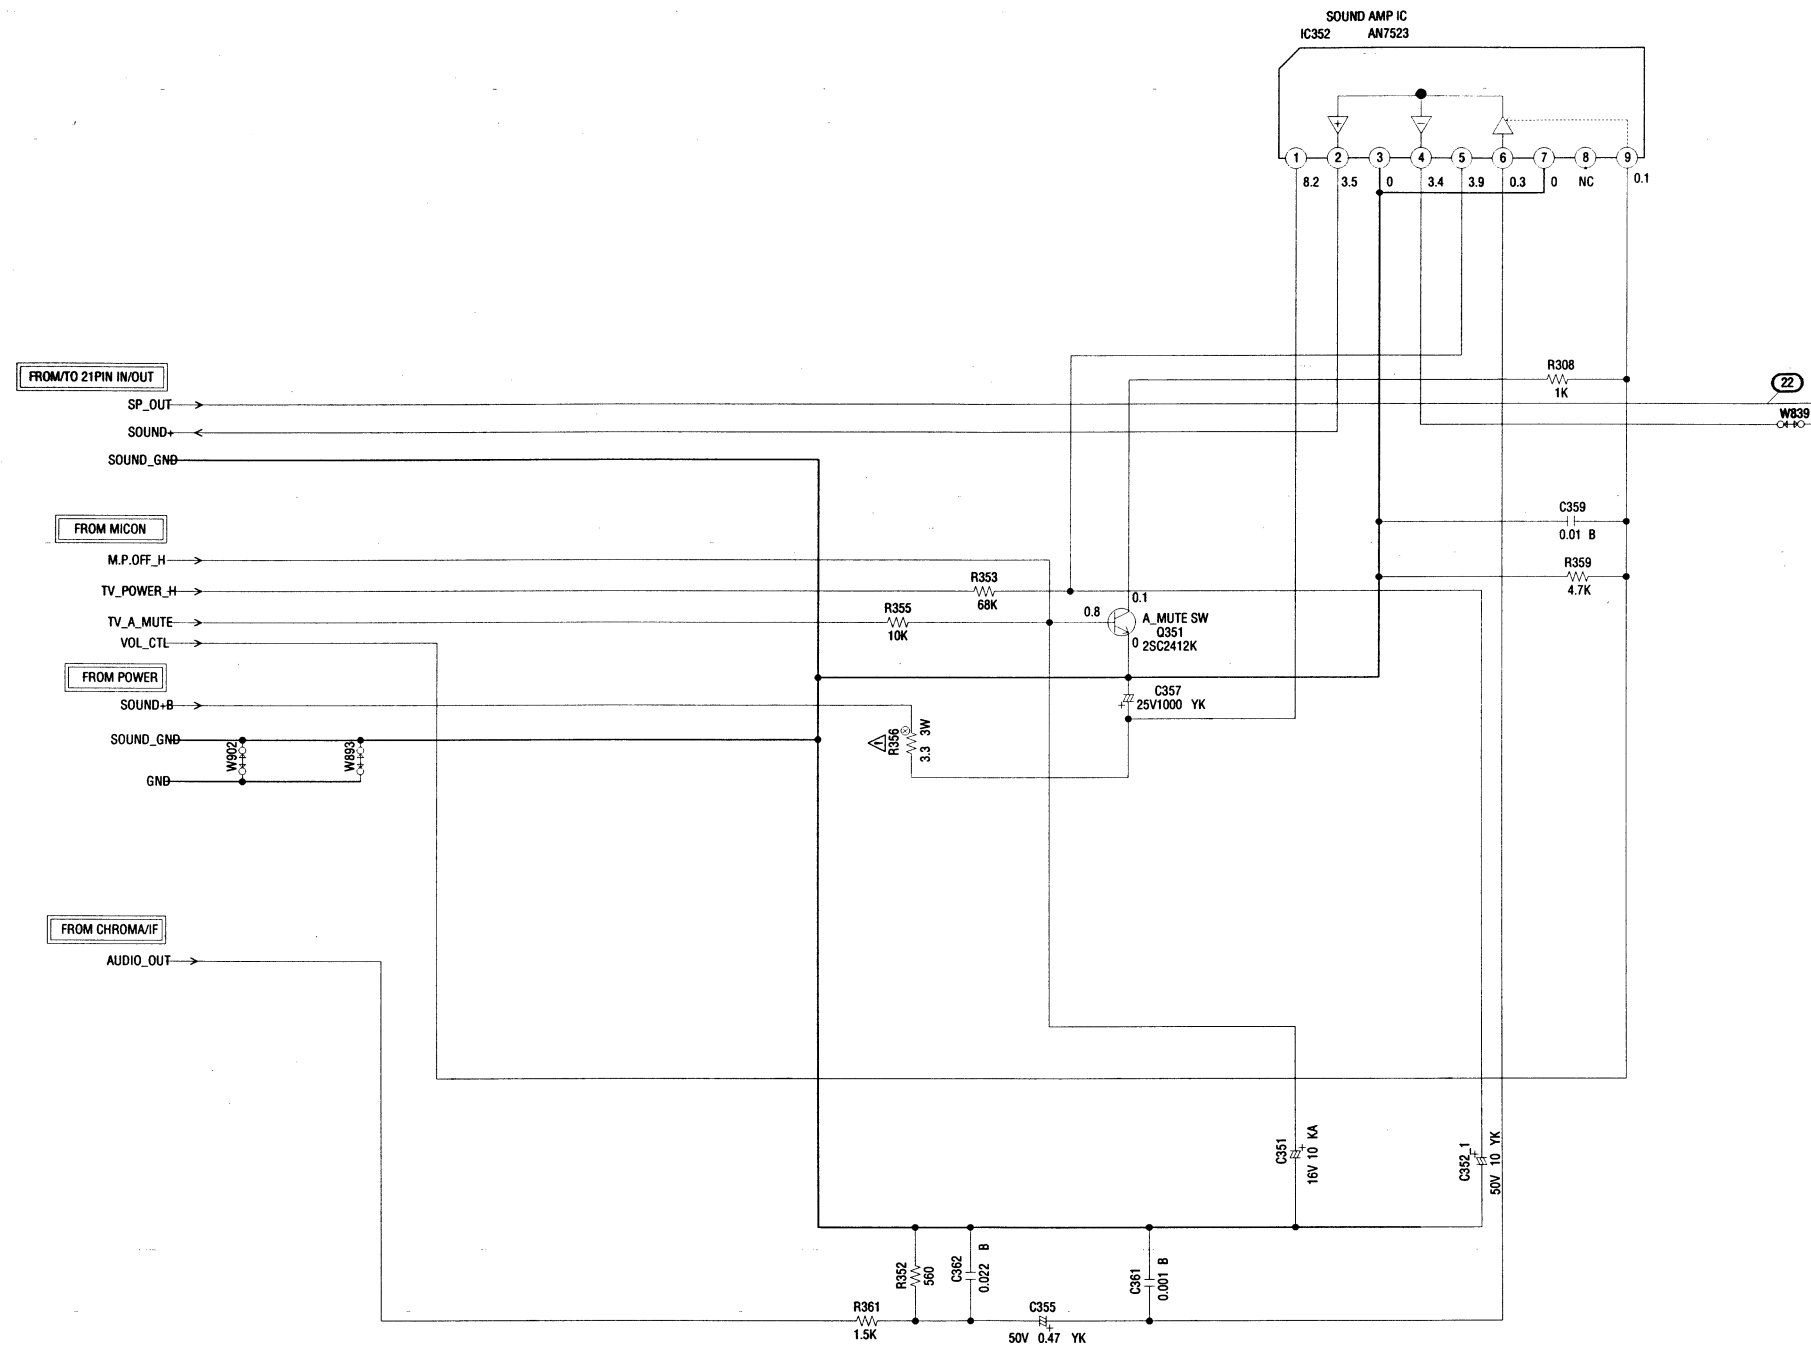 SOUND AMP IC
IC352 AN7523
+
−
1 2 3 4 5 6 7 8 9
8.2 3.5 0 3.4 3.9 0.3 0 NC 0.1
FROM/TO 21PIN IN/OUT
R308
1K
22
SP_OUT
W839
SOUND+
SOUND_GND
C359
0.01 B
FROM MICON
M.P.OFF_H
R359
4.7K
TV_POWER_H
R353
68K
0.1
TV_A_MUTE
R355
10K
0.8
A_MUTE SW
Q351
0 2SC2412K
VOL_CTL
FROM POWER
SOUND+B
C357
+
25V1000 YK
!
R356
3.3 3W
SOUND_GND
W902
W893
GND
FROM CHROMA/IF
AUDIO_OUT
C351
+
16V 10 KA
C352_1
+
50V 10 YK
R352
560
C362
0.022 B
C361
0.001 B
R361
1.5K
C355
+
50V 0.47 YK